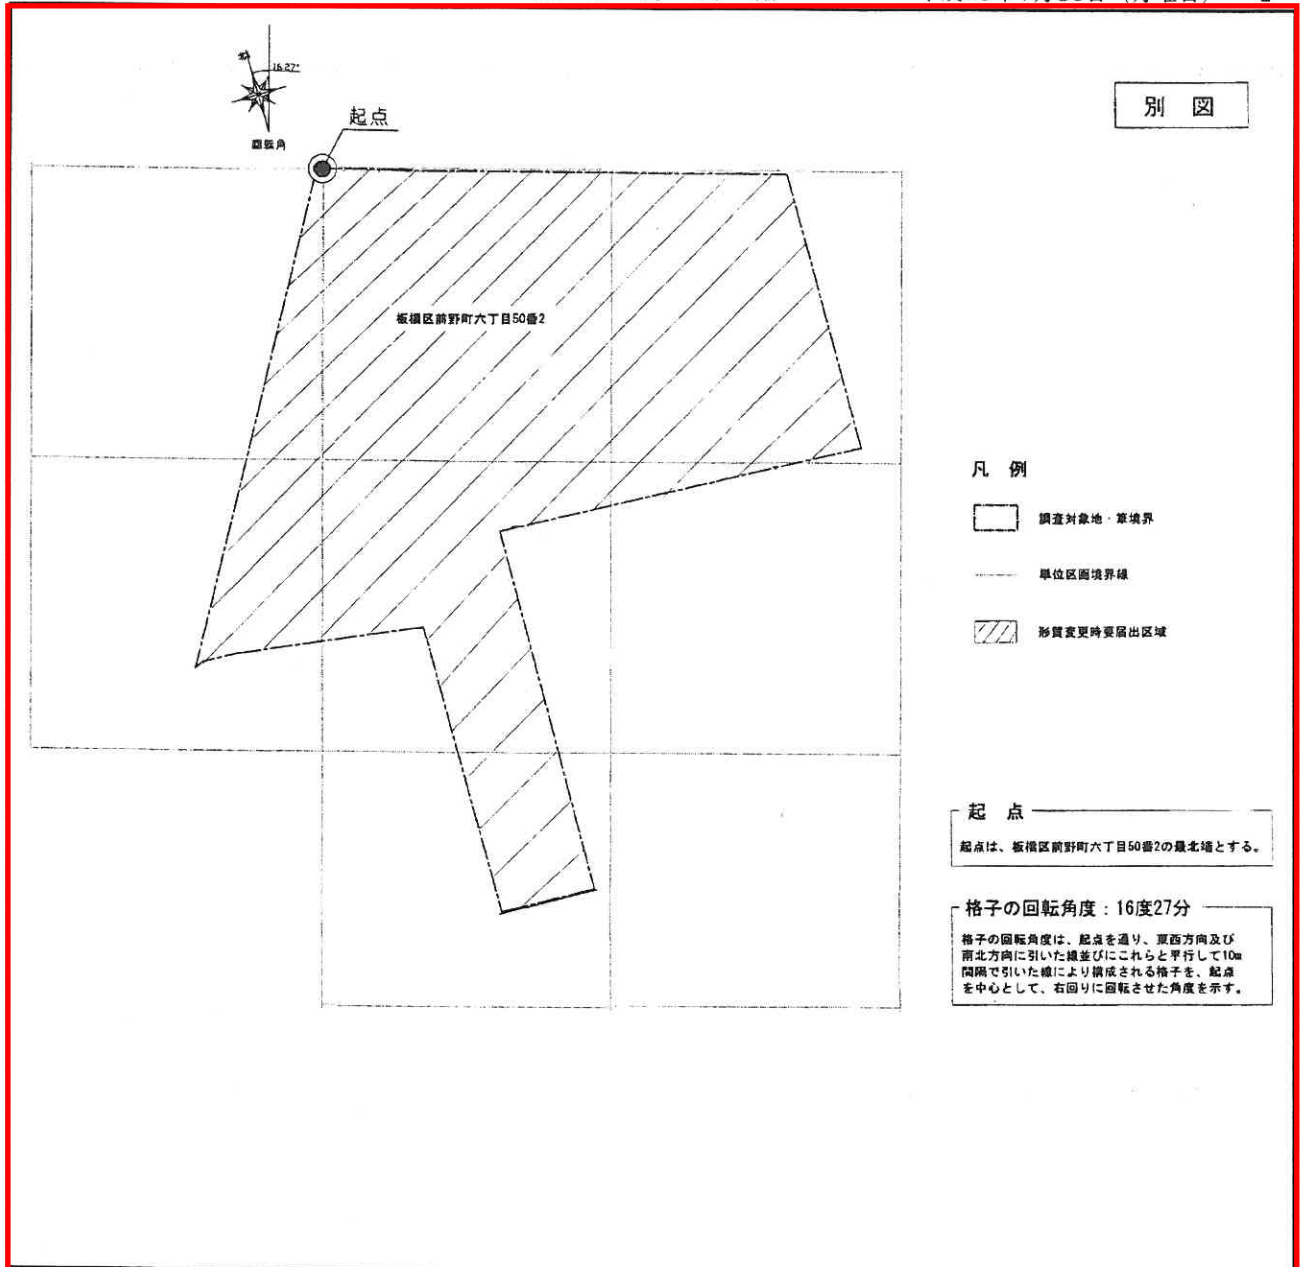 別 図
北
16.27°
回転角
起点
板橋区前野町六丁目50番2
凡 例
調査対象地・筆境界
単位区画境界線
形質変更時要届出区域
起 点
起点は、板橋区前野町六丁目50番2の最北端とする。
格子の回転角度：16度27分
格子の回転角度は、起点を通り、東西方向及び
南北方向に引いた線並びにこれらと平行して10m
間隔で引いた線により構成される格子を、起点
を中心として、右回りに回転させた角度を示す。